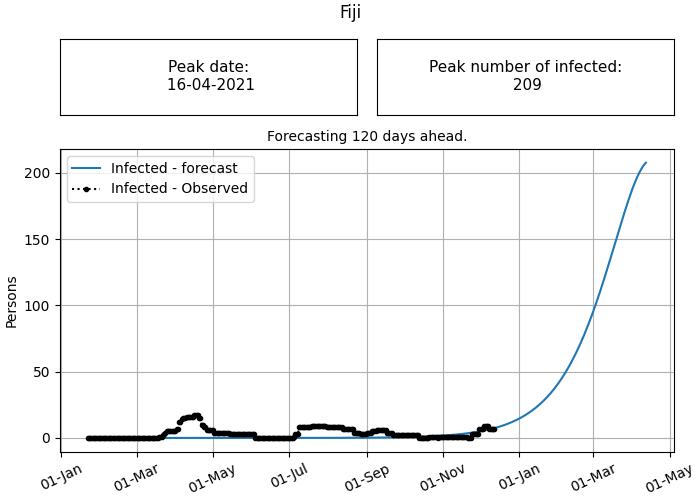 Fiji
Peak date:
16-04-2021
Peak number of infected:
209
Forecasting 120 days ahead.
Infected - forecast
Infected - Observed
Persons
200
150
100
50
0
01-Jan
01-Mar
01-May
01-Jul
01-Sep
01-Nov
01-Jan
01-Mar
01-May